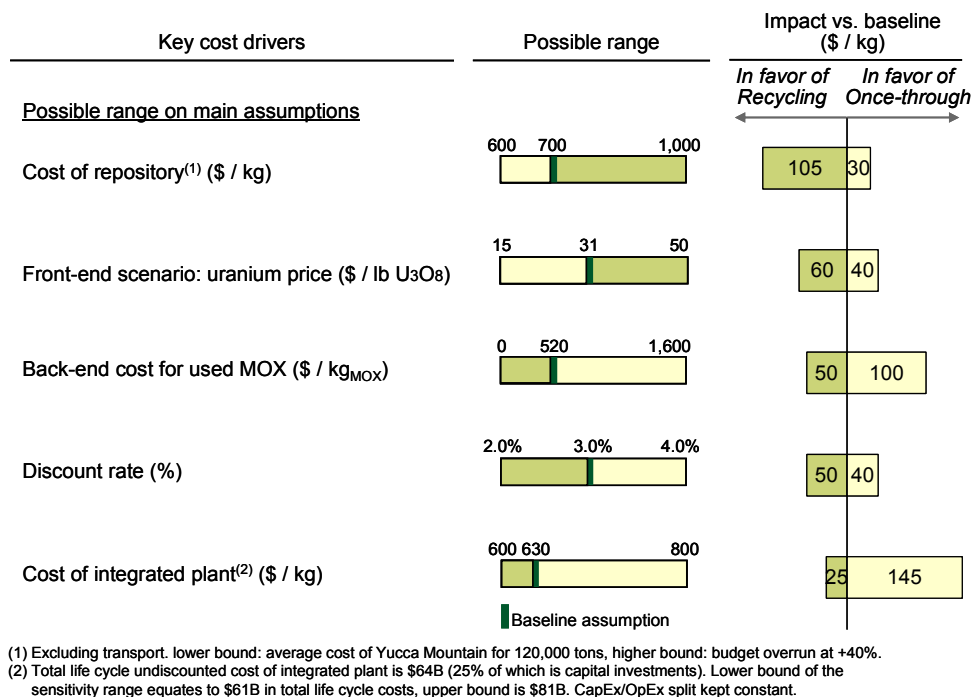 Key cost drivers
Possible range
Impact vs. baseline
($ / kg)
In favor of
Recycling
In favor of
Once-through
Possible range on main assumptions
Cost of repository(1) ($ / kg)
600 700 1,000
105 30
Front-end scenario: uranium price ($ / lb U3O8)
15 31 50
60 40
Back-end cost for used MOX ($ / kgMOX)
0 520 1,600
50 100
Discount rate (%)
2.0% 3.0% 4.0%
50 40
Cost of integrated plant(2) ($ / kg)
600 630 800
25 145
Baseline assumption
(1) Excluding transport. lower bound: average cost of Yucca Mountain for 120,000 tons, higher bound: budget overrun at +40%.
(2) Total life cycle undiscounted cost of integrated plant is $64B (25% of which is capital investments). Lower bound of the
sensitivity range equates to $61B in total life cycle costs, upper bound is $81B. CapEx/OpEx split kept constant.